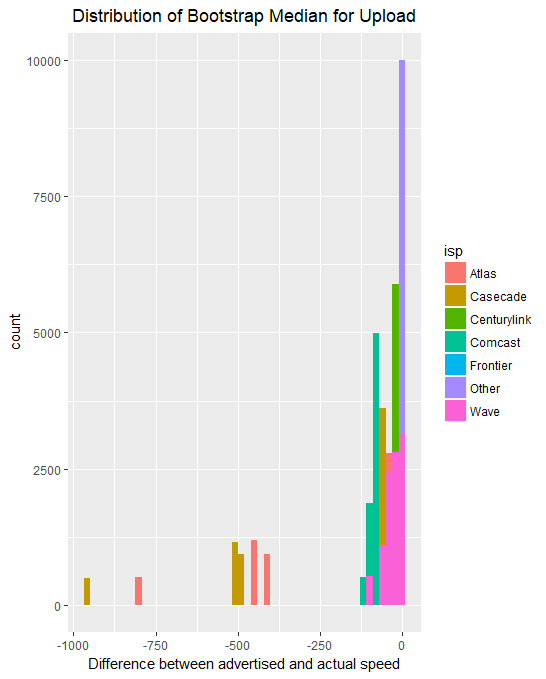 Distribution of Bootstrap Median for Upload
10000
7500
5000
2500
0
count
-1000
-750
-500
-250
0
Difference between advertised and actual speed
isp
Atlas
Casecade
Centurylink
Comcast
Frontier
Other
Wave